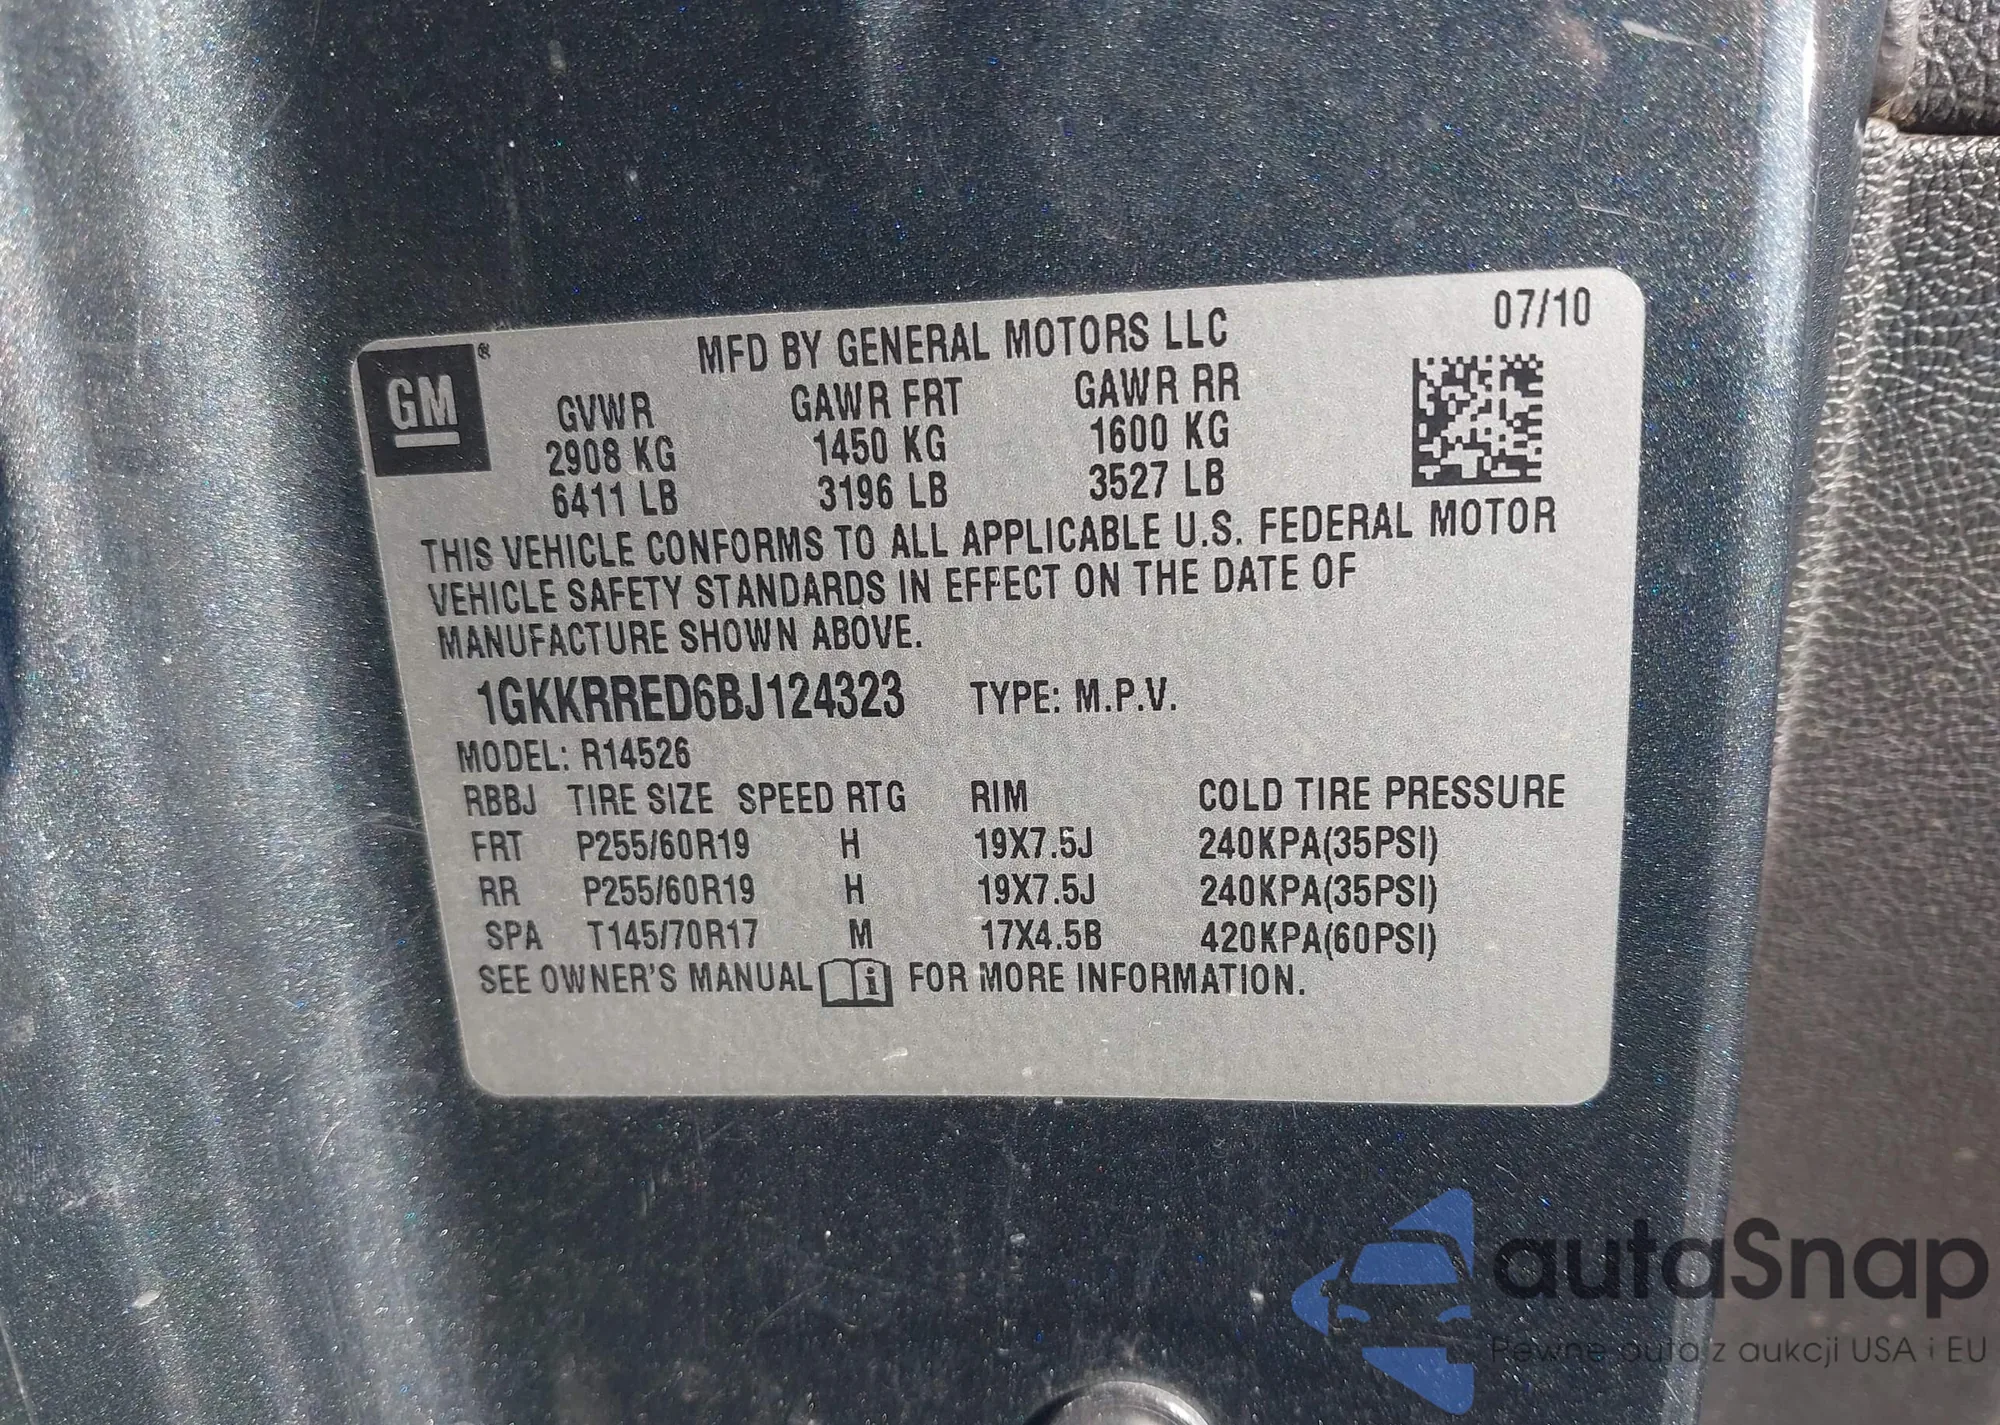 07/10
GM®
MFD BY GENERAL MOTORS LLC
GVWR GAWR FRT GAWR RR
2908 KG 1450 KG 1600 KG
6411 LB 3196 LB 3527 LB
THIS VEHICLE CONFORMS TO ALL APPLICABLE U.S. FEDERAL MOTOR
VEHICLE SAFETY STANDARDS IN EFFECT ON THE DATE OF
MANUFACTURE SHOWN ABOVE.
1GKKRRED6BJ124323 TYPE: M.P.V.
MODEL: R14526
RBBJ TIRE SIZE SPEED RTG RIM COLD TIRE PRESSURE
FRT P255/60R19 H 19X7.5J 240KPA(35PSI)
RR P255/60R19 H 19X7.5J 240KPA(35PSI)
SPA T145/70R17 M 17X4.5B 420KPA(60PSI)
SEE OWNER'S MANUAL i FOR MORE INFORMATION.
autaSnap
Pewne auta z aukcji USA i EU